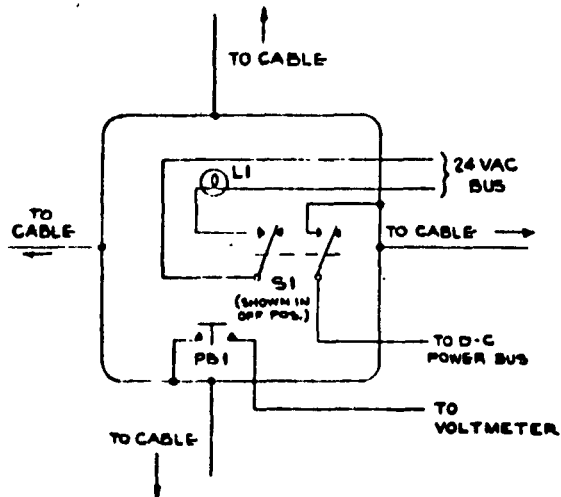 TO CABLE
L1
24 VAC
BUS
TO
CABLE
TO CABLE
S1
(SHOWN IN
OFF POS.)
TO D-C
POWER BUS
PB1
TO
VOLTMETER
TO CABLE